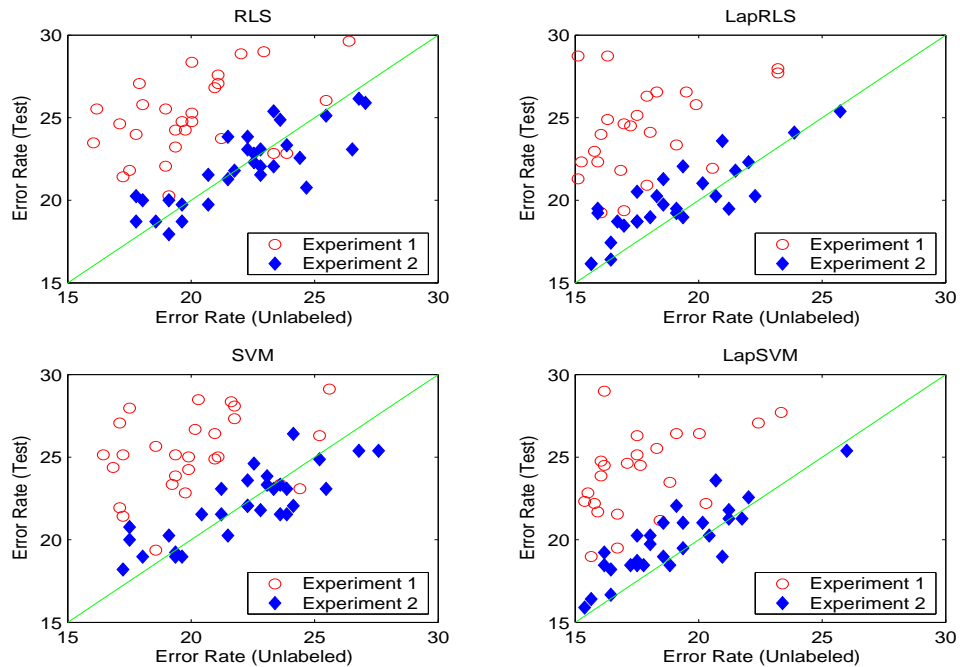 RLS
30
25
20
15
Error Rate (Test)
15
20
25
30
Error Rate (Unlabeled)
Experiment 1
Experiment 2
LapRLS
30
25
20
15
Error Rate (Test)
15
20
25
30
Error Rate (Unlabeled)
Experiment 1
Experiment 2
SVM
30
25
20
15
Error Rate (Test)
15
20
25
30
Error Rate (Unlabeled)
Experiment 1
Experiment 2
LapSVM
30
25
20
15
Error Rate (Test)
15
20
25
30
Error Rate (Unlabeled)
Experiment 1
Experiment 2